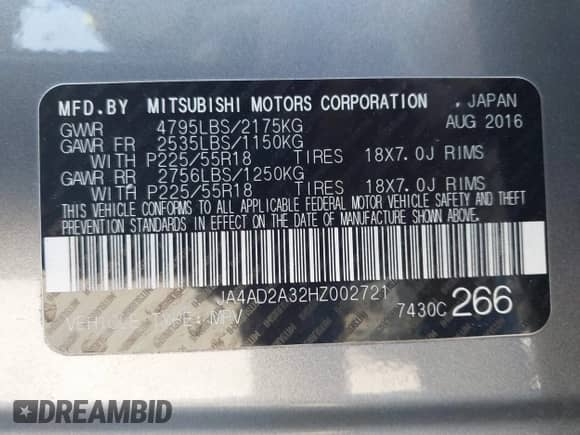 MFD.BY MITSUBISHI MOTORS CORPORATION , JAPAN
GVWR 4795LBS/2175KG AUG 2016
GAWR FR 2535LBS/1150KG
WITH P225/55R18 TIRES 18X7.0J RIMS
GAWR RR 2756LBS/1250KG
WITH P225/55R18 TIRES 18X7.0J RIMS
THIS VEHICLE CONFORMS TO ALL APPLICABLE FEDERAL MOTOR VEHICLE SAFETY AND THEFT
PREVENTION STANDARDS IN EFFECT ON THE DATE OF MANUFACTURE SHOWN ABOVE.
JA4AD2A32HZ002721
VEHICLE TYPE: MPV 7430C 266
DREAMBID